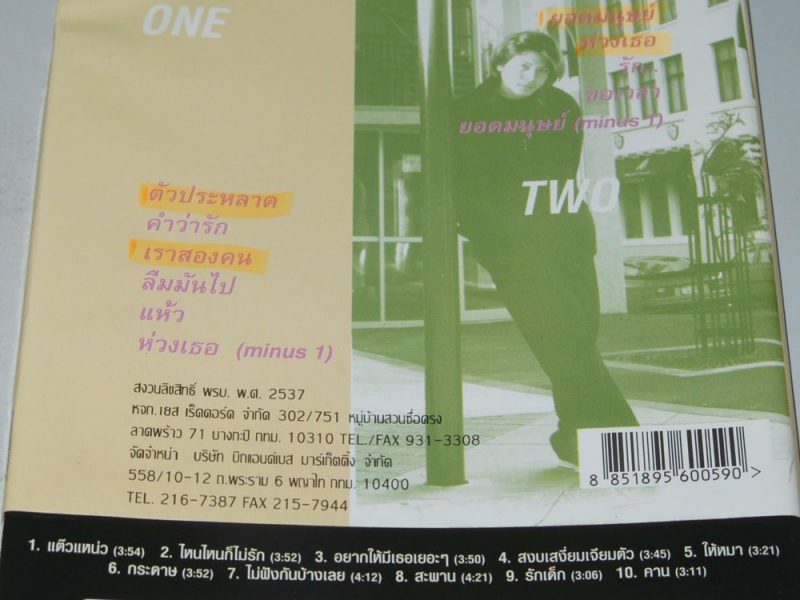 ONE
ยอดมนุษย์
ห่วงเธอ
รัก..
ขอเวลา
ยอดมนุษย์ (minus 1)
TWO
ตัวประหลาด
คำว่ารัก
เราสองคน
ลืมมันไป
แห้ว
ห่วงเธอ (minus 1)
สงวนลิขสิทธิ์ พรบ. พ.ศ. 2537
หจก.เยส เร็คคอร์ด จำกัด 302/751 หมู่บ้านสวนซื่อตรง
ลาดพร้าว 71 บางกะปิ กทม. 10310 TEL./FAX 931-3308
จัดจำหน่า บริษัท บิกแอนด์เบส มาร์เก็ตติ้ง จำกัด
558/10-12 ถ.พระราม 6 พญาไท กทม. 10400
TEL. 216-7387 FAX 215-7944
8 851895 600590 >
1. แต๊วแหน่ว (3:54) 2. ไหนไหนก็ไม่รัก (3:52) 3. อยากให้มีเธอเยอะๆ (3:50) 4. สงบเสงี่ยมเจียมตัว (3:45) 5. ให้หมา (3:21)
6. กระดาษ (3:52) 7. ไม่ฟังกันบ้างเลย (4:12) 8. สะพาน (4:21) 9. รักเด็ก (3:06) 10. คาน (3:11)